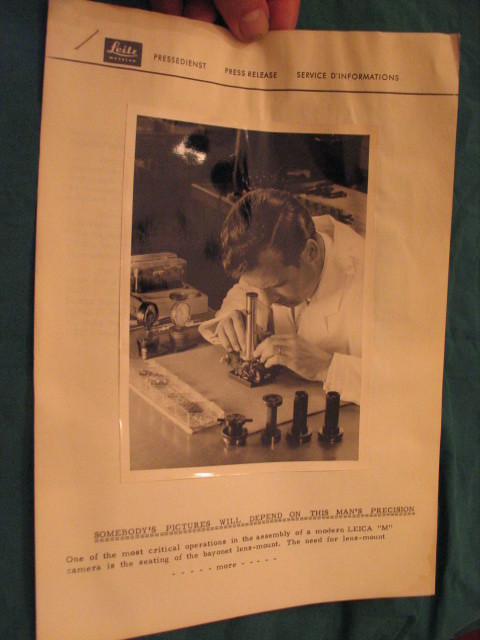 Leitz
WETZLAR
PRESSEDIENST PRESS RELEASE SERVICE D'INFORMATIONS
SOMEBODY'S PICTURES WILL DEPEND ON THIS MAN'S PRECISION
One of the most critical operations in the assembly of a modern LEICA "M"
camera is the seating of the bayonet lens-mount. The need for lens-mount
- - - - - more - - - - -